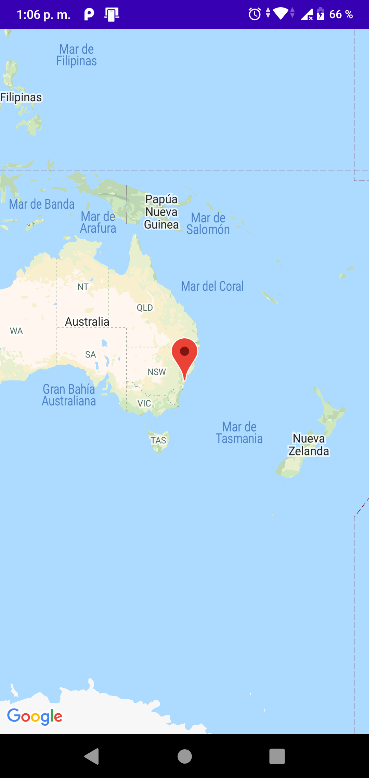 1:06 p. m.
66 %
Mar de
Filipinas
Filipinas
Papúa
Nueva
Guinea
Mar de Banda
Mar de
Arafura
Mar de
Salomón
Mar del Coral
NT
QLD
Australia
WA
SA
NSW
Gran Bahía
Australiana
VIC
Mar de
Tasmania
TAS
Nueva
Zelanda
Google